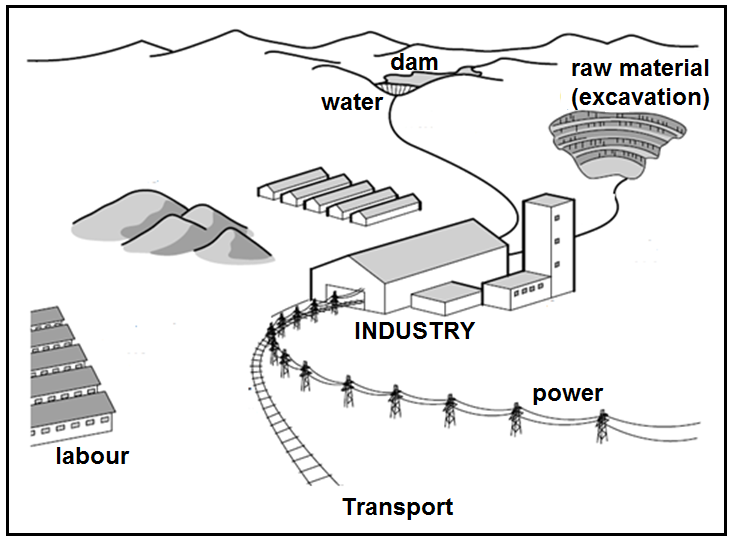 dam
raw material
(excavation)
water
INDUSTRY
power
labour
Transport